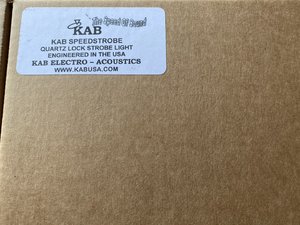 The Speed Of Sound
KAB
KAB SPEEDSTROBE
QUARTZ LOCK STROBE LIGHT
ENGINEERED IN THE USA
KAB ELECTRO – ACOUSTICS
WWW.KABUSA.COM